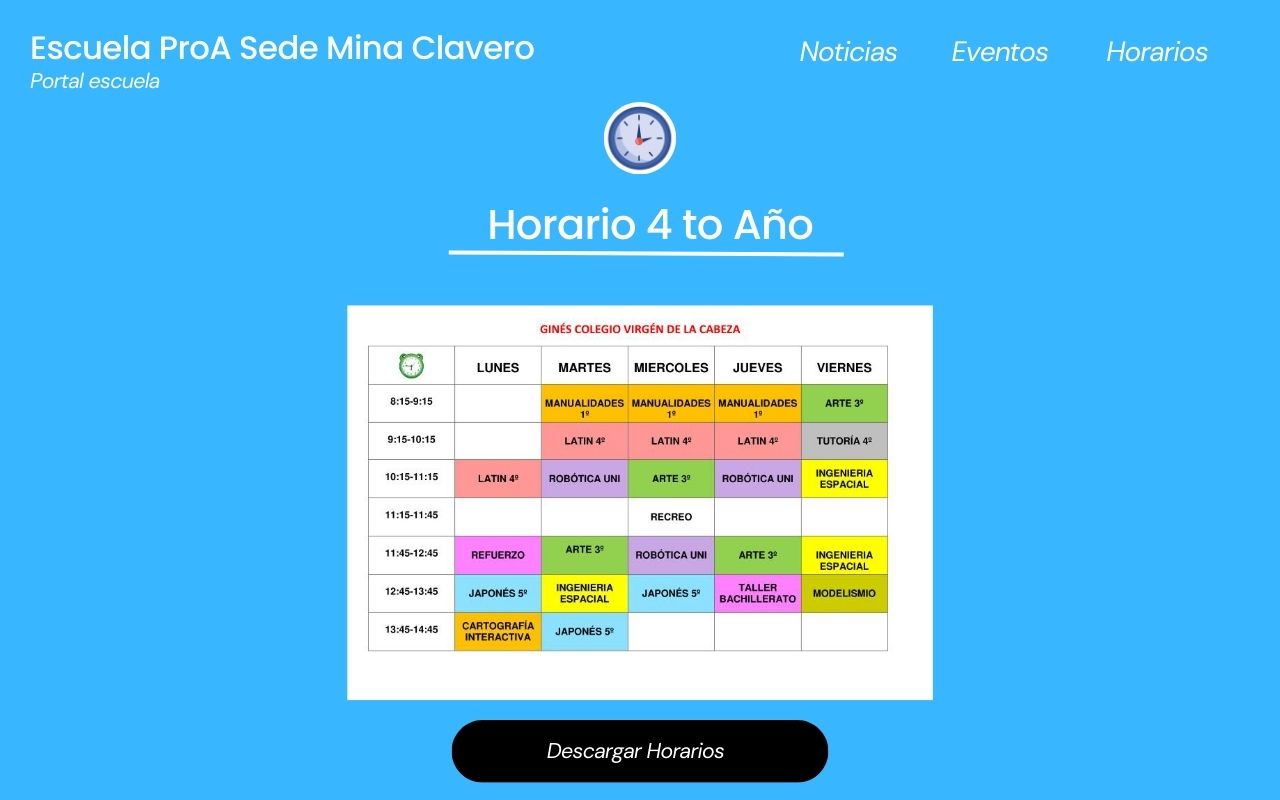 Escuela ProA Sede Mina Clavero
Portal escuela
Noticias Eventos Horarios
Horario 4 to Año
GINÉS COLEGIO VIRGÉN DE LA CABEZA
LUNES MARTES MIERCOLES JUEVES VIERNES
8:15-9:15 MANUALIDADES 1º MANUALIDADES 1º MANUALIDADES 1º ARTE 3º
9:15-10:15 LATIN 4º LATIN 4º LATIN 4º TUTORÍA 4º
10:15-11:15 LATIN 4º ROBÓTICA UNI ARTE 3º ROBÓTICA UNI INGENIERIA ESPACIAL
11:15-11:45 RECREO
11:45-12:45 REFUERZO ARTE 3º ROBÓTICA UNI ARTE 3º INGENIERIA ESPACIAL
12:45-13:45 JAPONÉS 5º INGENIERIA ESPACIAL JAPONÉS 5º TALLER BACHILLERATO MODELISMIO
13:45-14:45 CARTOGRAFÍA INTERACTIVA JAPONÉS 5º
Descargar Horarios